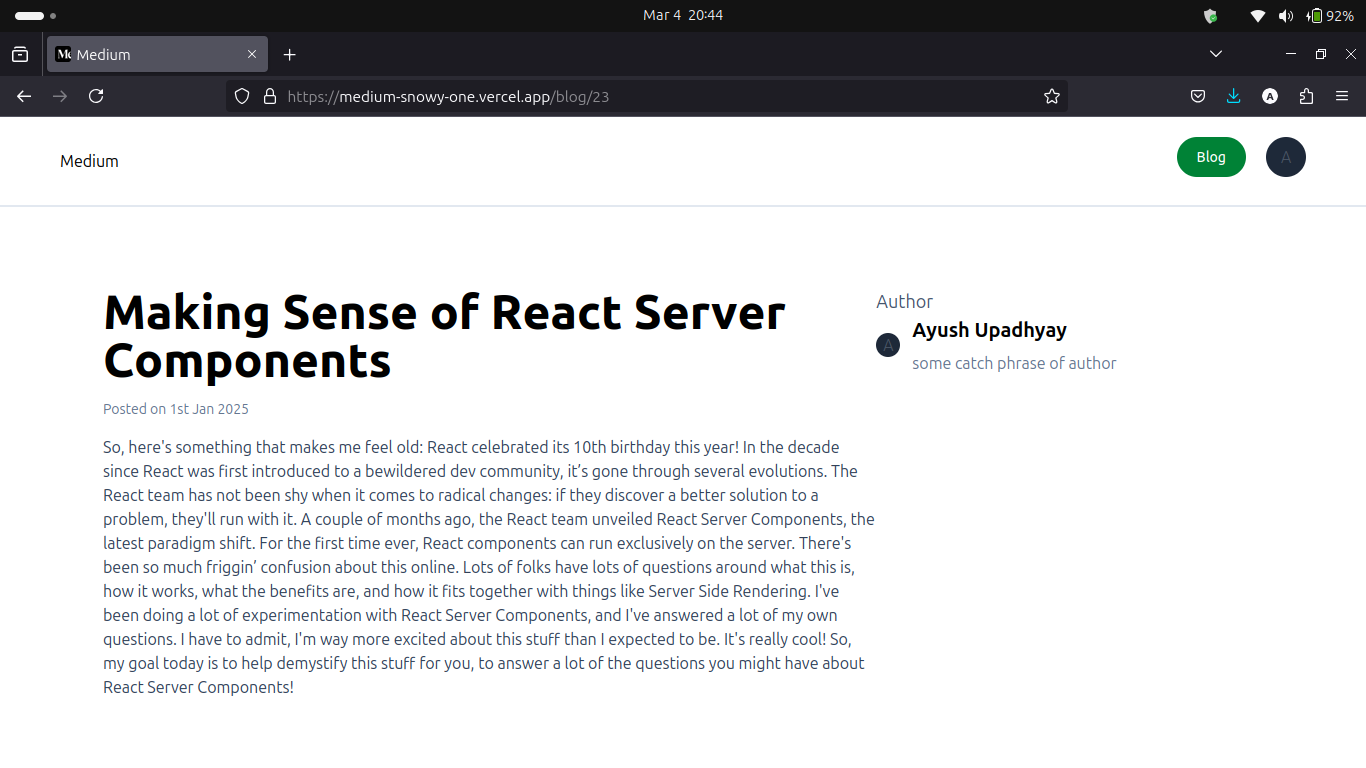 Mar 4 20:44
92%
Medium
https://medium-snowy-one.vercel.app/blog/23
A
Medium
Blog
A
Making Sense of React Server
Components
Posted on 1st Jan 2025
So, here's something that makes me feel old: React celebrated its 10th birthday this year! In the decade
since React was first introduced to a bewildered dev community, it’s gone through several evolutions. The
React team has not been shy when it comes to radical changes: if they discover a better solution to a
problem, they'll run with it. A couple of months ago, the React team unveiled React Server Components, the
latest paradigm shift. For the first time ever, React components can run exclusively on the server. There's
been so much friggin’ confusion about this online. Lots of folks have lots of questions around what this is,
how it works, what the benefits are, and how it fits together with things like Server Side Rendering. I've
been doing a lot of experimentation with React Server Components, and I've answered a lot of my own
questions. I have to admit, I'm way more excited about this stuff than I expected to be. It's really cool! So,
my goal today is to help demystify this stuff for you, to answer a lot of the questions you might have about
React Server Components!
Author
A
Ayush Upadhyay
some catch phrase of author